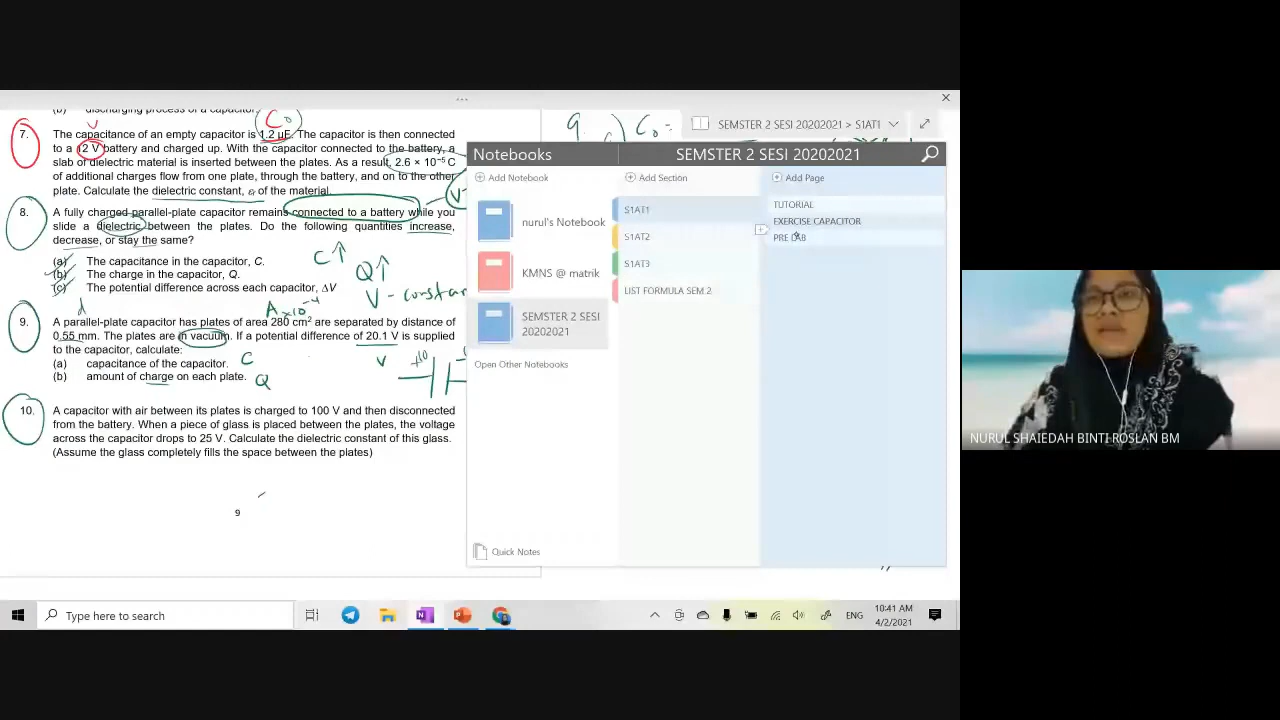 (b) discharging process of a capacitor.
C₀
V
7. The capacitance of an empty capacitor is 1.2 μF. The capacitor is then connected
to a 12 V battery and charged up. With the capacitor connected to the battery, a
slab of dielectric material is inserted between the plates. As a result, 2.6 × 10⁻⁵ C
of additional charges flow from one plate, through the battery, and on to the other
plate. Calculate the dielectric constant, εr of the material.
V-
8. A fully charged parallel-plate capacitor remains connected to a battery while you
slide a dielectric between the plates. Do the following quantities increase,
decrease, or stay the same?
(a) The capacitance in the capacitor, C.
C↑
(b) The charge in the capacitor, Q.
Q↑
(c) The potential difference across each capacitor, ΔV
V - constan
d
A ×10⁻⁴
9. A parallel-plate capacitor has plates of area 280 cm² are separated by distance of
0.55 mm. The plates are in vacuum. If a potential difference of 20.1 V is supplied
to the capacitor, calculate:
V
(a) capacitance of the capacitor.
C
(b) amount of charge on each plate.
Q
10. A capacitor with air between its plates is charged to 100 V and then disconnected
from the battery. When a piece of glass is placed between the plates, the voltage
across the capacitor drops to 25 V. Calculate the dielectric constant of this glass.
(Assume the glass completely fills the space between the plates)
9
9. a) C₀ =
SEMSTER 2 SESI 20202021 > S1AT1
Notebooks
SEMSTER 2 SESI 20202021
Add Notebook
Add Section
Add Page
nurul's Notebook
KMNS @ matrik
SEMSTER 2 SESI
20202021
Open Other Notebooks
Quick Notes
S1AT1
S1AT2
S1AT3
LIST FORMULA SEM 2
TUTORIAL
EXERCISE CAPACITOR
PRE LAB
NURUL SHAIEDAH BINTI ROSLAN BM
Type here to search
ENG
10:41 AM
4/2/2021